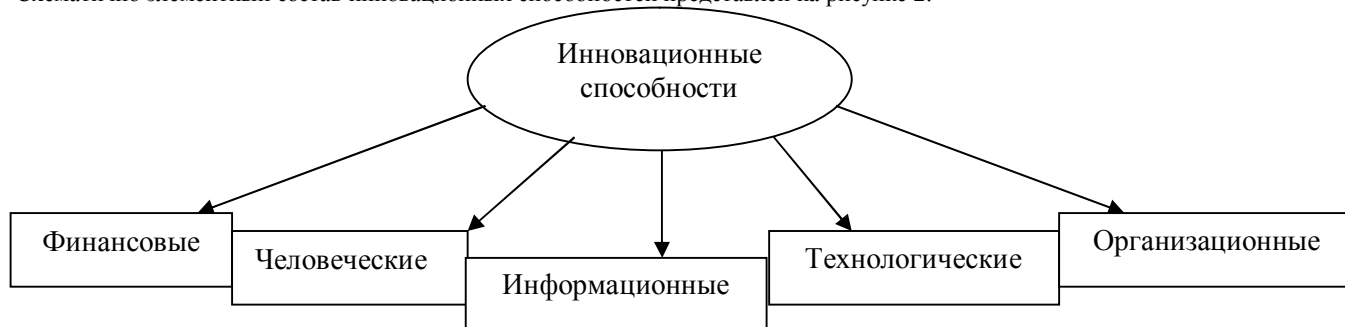 Схематично элементный состав инновационных способностей представлен на рисунке 2.
Инновационные
способности
Финансовые
Человеческие
Информационные
Технологические
Организационные